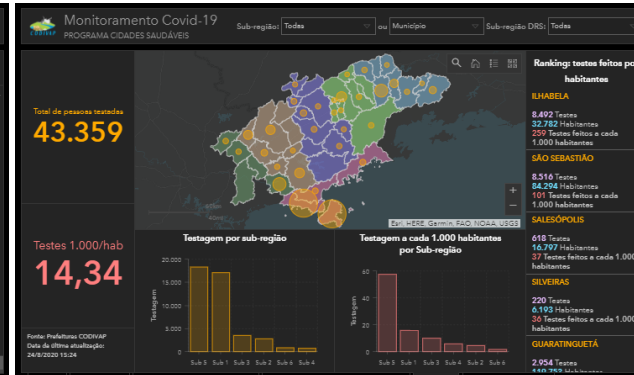 CODIVAP
Monitoramento Covid-19
PROGRAMA CIDADES SAUDÁVEIS
Sub-região: Todas
ou Município
Sub-região DRS: Todas
Total de pessoas testadas
43.359
Testes 1.000/hab
14,34
Fonte: Prefeituras CODIVAP
Data da última atualização:
24/8/2020 15:24
Esri, HERE, Garmin, FAO, NOAA, USGS
Testagem por sub-região
Testagem
20.000
15.000
10.000
5.000
0
Sub 5 Sub 1 Sub 3 Sub 2 Sub 6 Sub 4
Testagem a cada 1.000 habitantes
por Sub-região
Testagem
60
40
20
0
Sub 5 Sub 1 Sub 3 Sub 4 Sub 2 Sub 6
Ranking: testes feitos po
habitantes
ILHABELA
8.492 Testes
32.782 Habitantes
259 Testes feitos a cada
1.000 habitantes
SÃO SEBASTIÃO
8.516 Testes
84.294 Habitantes
101 Testes feitos a cada
1.000 habitantes
SALESÓPOLIS
618 Testes
16.797 Habitantes
37 Testes feitos a cada 1.00
habitantes
SILVEIRAS
220 Testes
6.193 Habitantes
36 Testes feitos a cada 1.00
habitantes
GUARATINGUETÁ
2.954 Testes